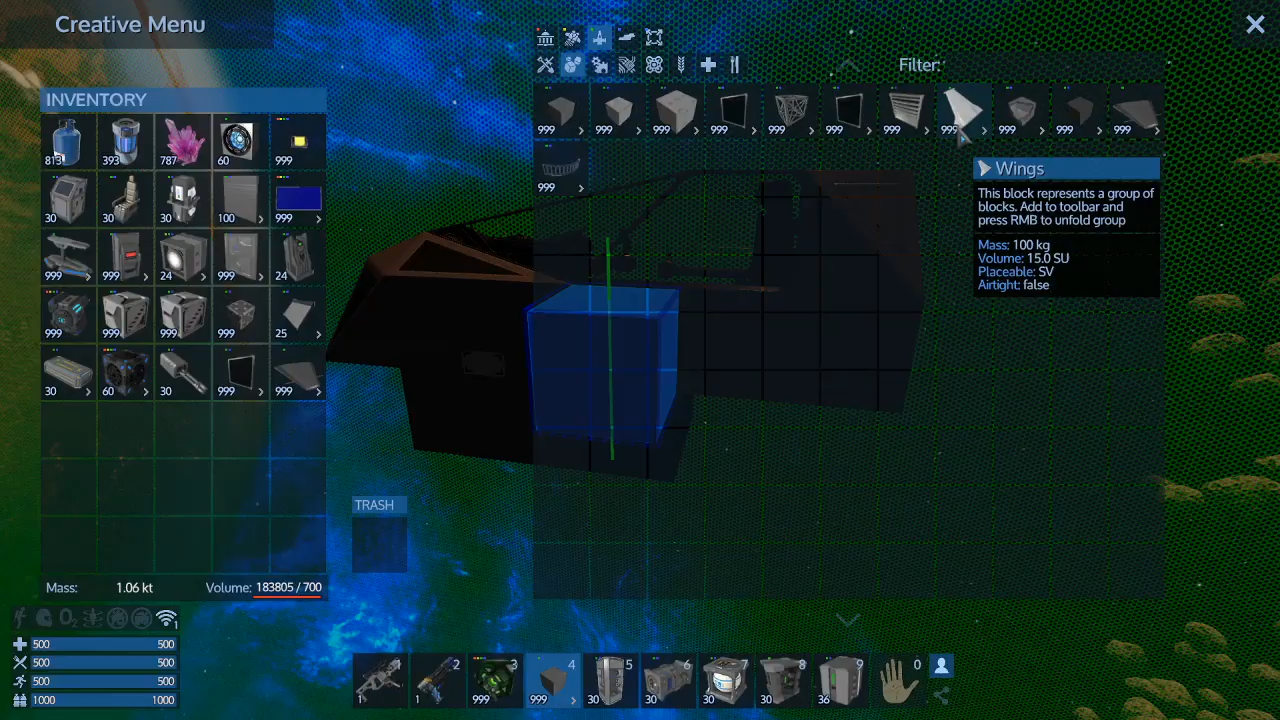 Creative Menu
Filter:
INVENTORY
813 393 787 60 999
30 30 30 100 999
999 999 24 999 24
999 999 999 999 25
30 60 30 999 999
999 999 999 999 999 999 999 999 999 999 999
999
Wings
This block represents a group of
blocks. Add to toolbar and
press RMB to unfold group
Mass: 100 kg
Volume: 15.0 SU
Placeable: SV
Airtight: false
TRASH
Mass: 1.06 kt Volume: 183805 / 700
O2 1
500 500
500 500
500 500
1000 1000
1 2 3 4 5 6 7 8 9 0
1 1 999 999 30 30 30 30 36